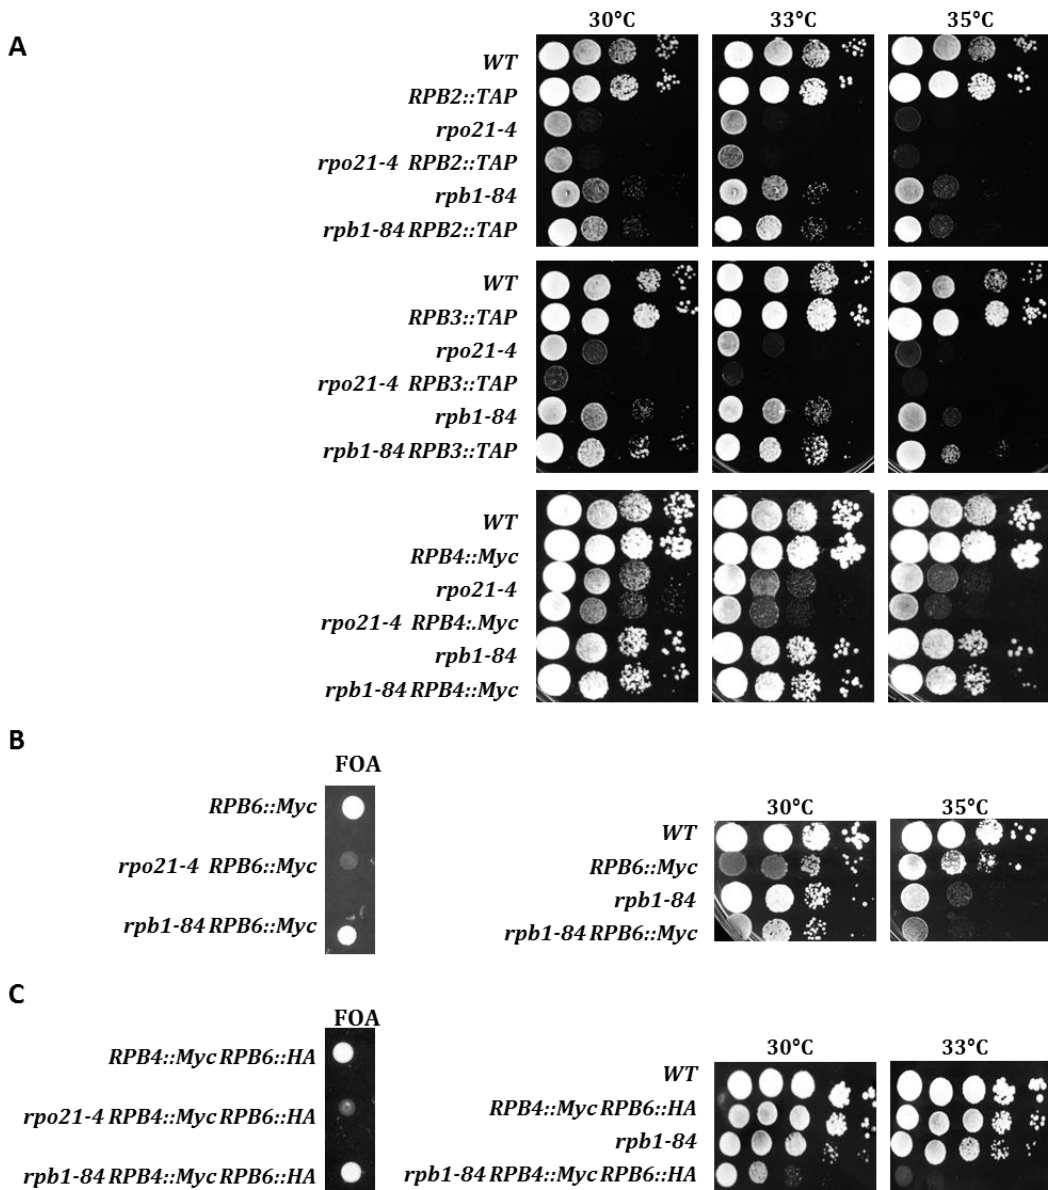 A
30°C 33°C 35°C
WT
RPB2::TAP
rpo21-4
rpo21-4 RPB2::TAP
rpb1-84
rpb1-84 RPB2::TAP
WT
RPB3::TAP
rpo21-4
rpo21-4 RPB3::TAP
rpb1-84
rpb1-84 RPB3::TAP
WT
RPB4::Myc
rpo21-4
rpo21-4 RPB4:.Myc
rpb1-84
rpb1-84 RPB4::Myc
B
FOA
RPB6::Myc
rpo21-4 RPB6::Myc
rpb1-84 RPB6::Myc
30°C 35°C
WT
RPB6::Myc
rpb1-84
rpb1-84 RPB6::Myc
C
FOA
RPB4::Myc RPB6::HA
rpo21-4 RPB4::Myc RPB6::HA
rpb1-84 RPB4::Myc RPB6::HA
30°C 33°C
WT
RPB4::Myc RPB6::HA
rpb1-84
rpb1-84 RPB4::Myc RPB6::HA